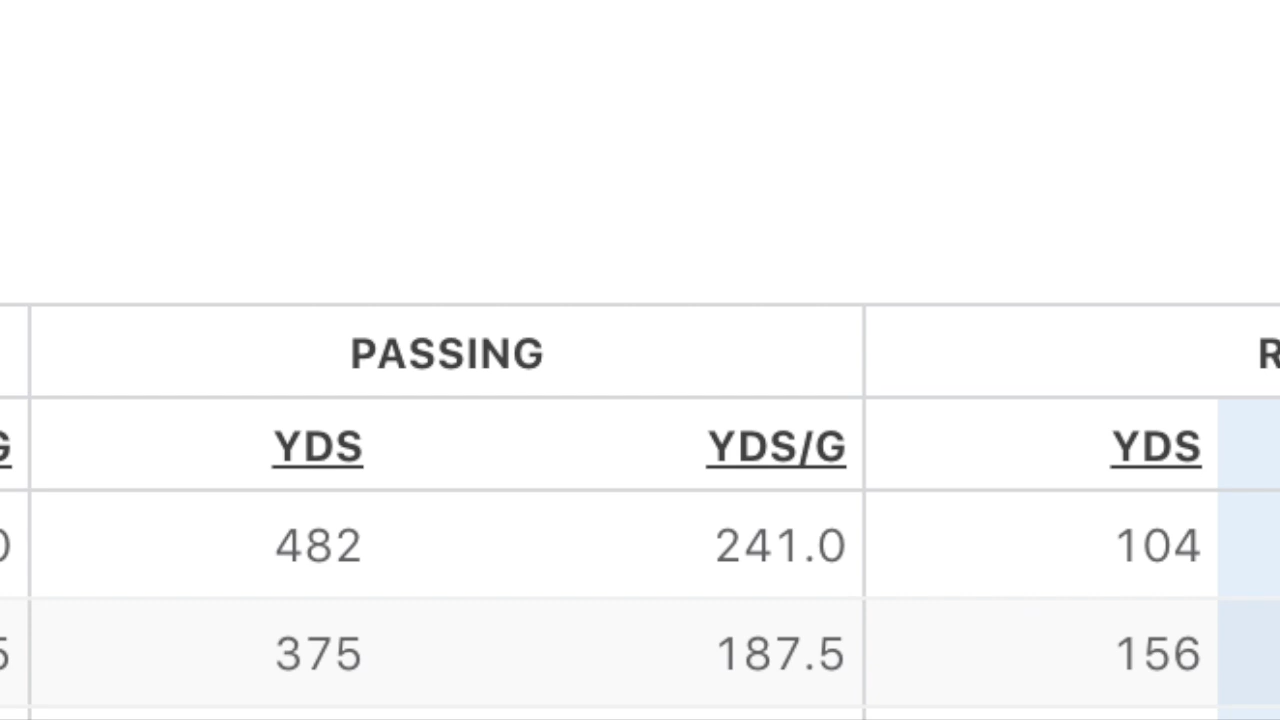 PASSING
YDS YDS/G YDS
482 241.0 104
375 187.5 156